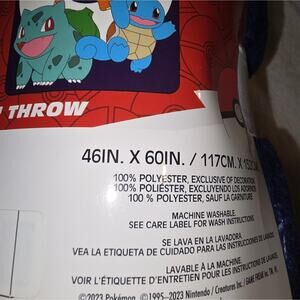 THROW
46IN. X 60IN. / 117CM. X 152CM
100% POLYESTER, EXCLUSIVE OF DECORATION
100% POLIÉSTER, EXCLUYENDO LOS ADORNOS
100 % POLYESTER, SAUF LA GARNITURE
MACHINE WASHABLE.
SEE CARE LABEL FOR WASH INSTRUCTIONS.
SE LAVA EN LA LAVADORA.
VEA LA ETIQUETA DE CUIDADO PARA LAS INSTRUCCIONES DE LAVADO.
LAVABLE À LA MACHINE.
VOIR L'ÉTIQUETTE D'ENTRETIEN POUR LES INSTRUCTIONS DE LAVAGE.
©2023 Pokémon. ©1995-2023 Nintendo / Creatures Inc. / GAME FREAK inc. TM, ®